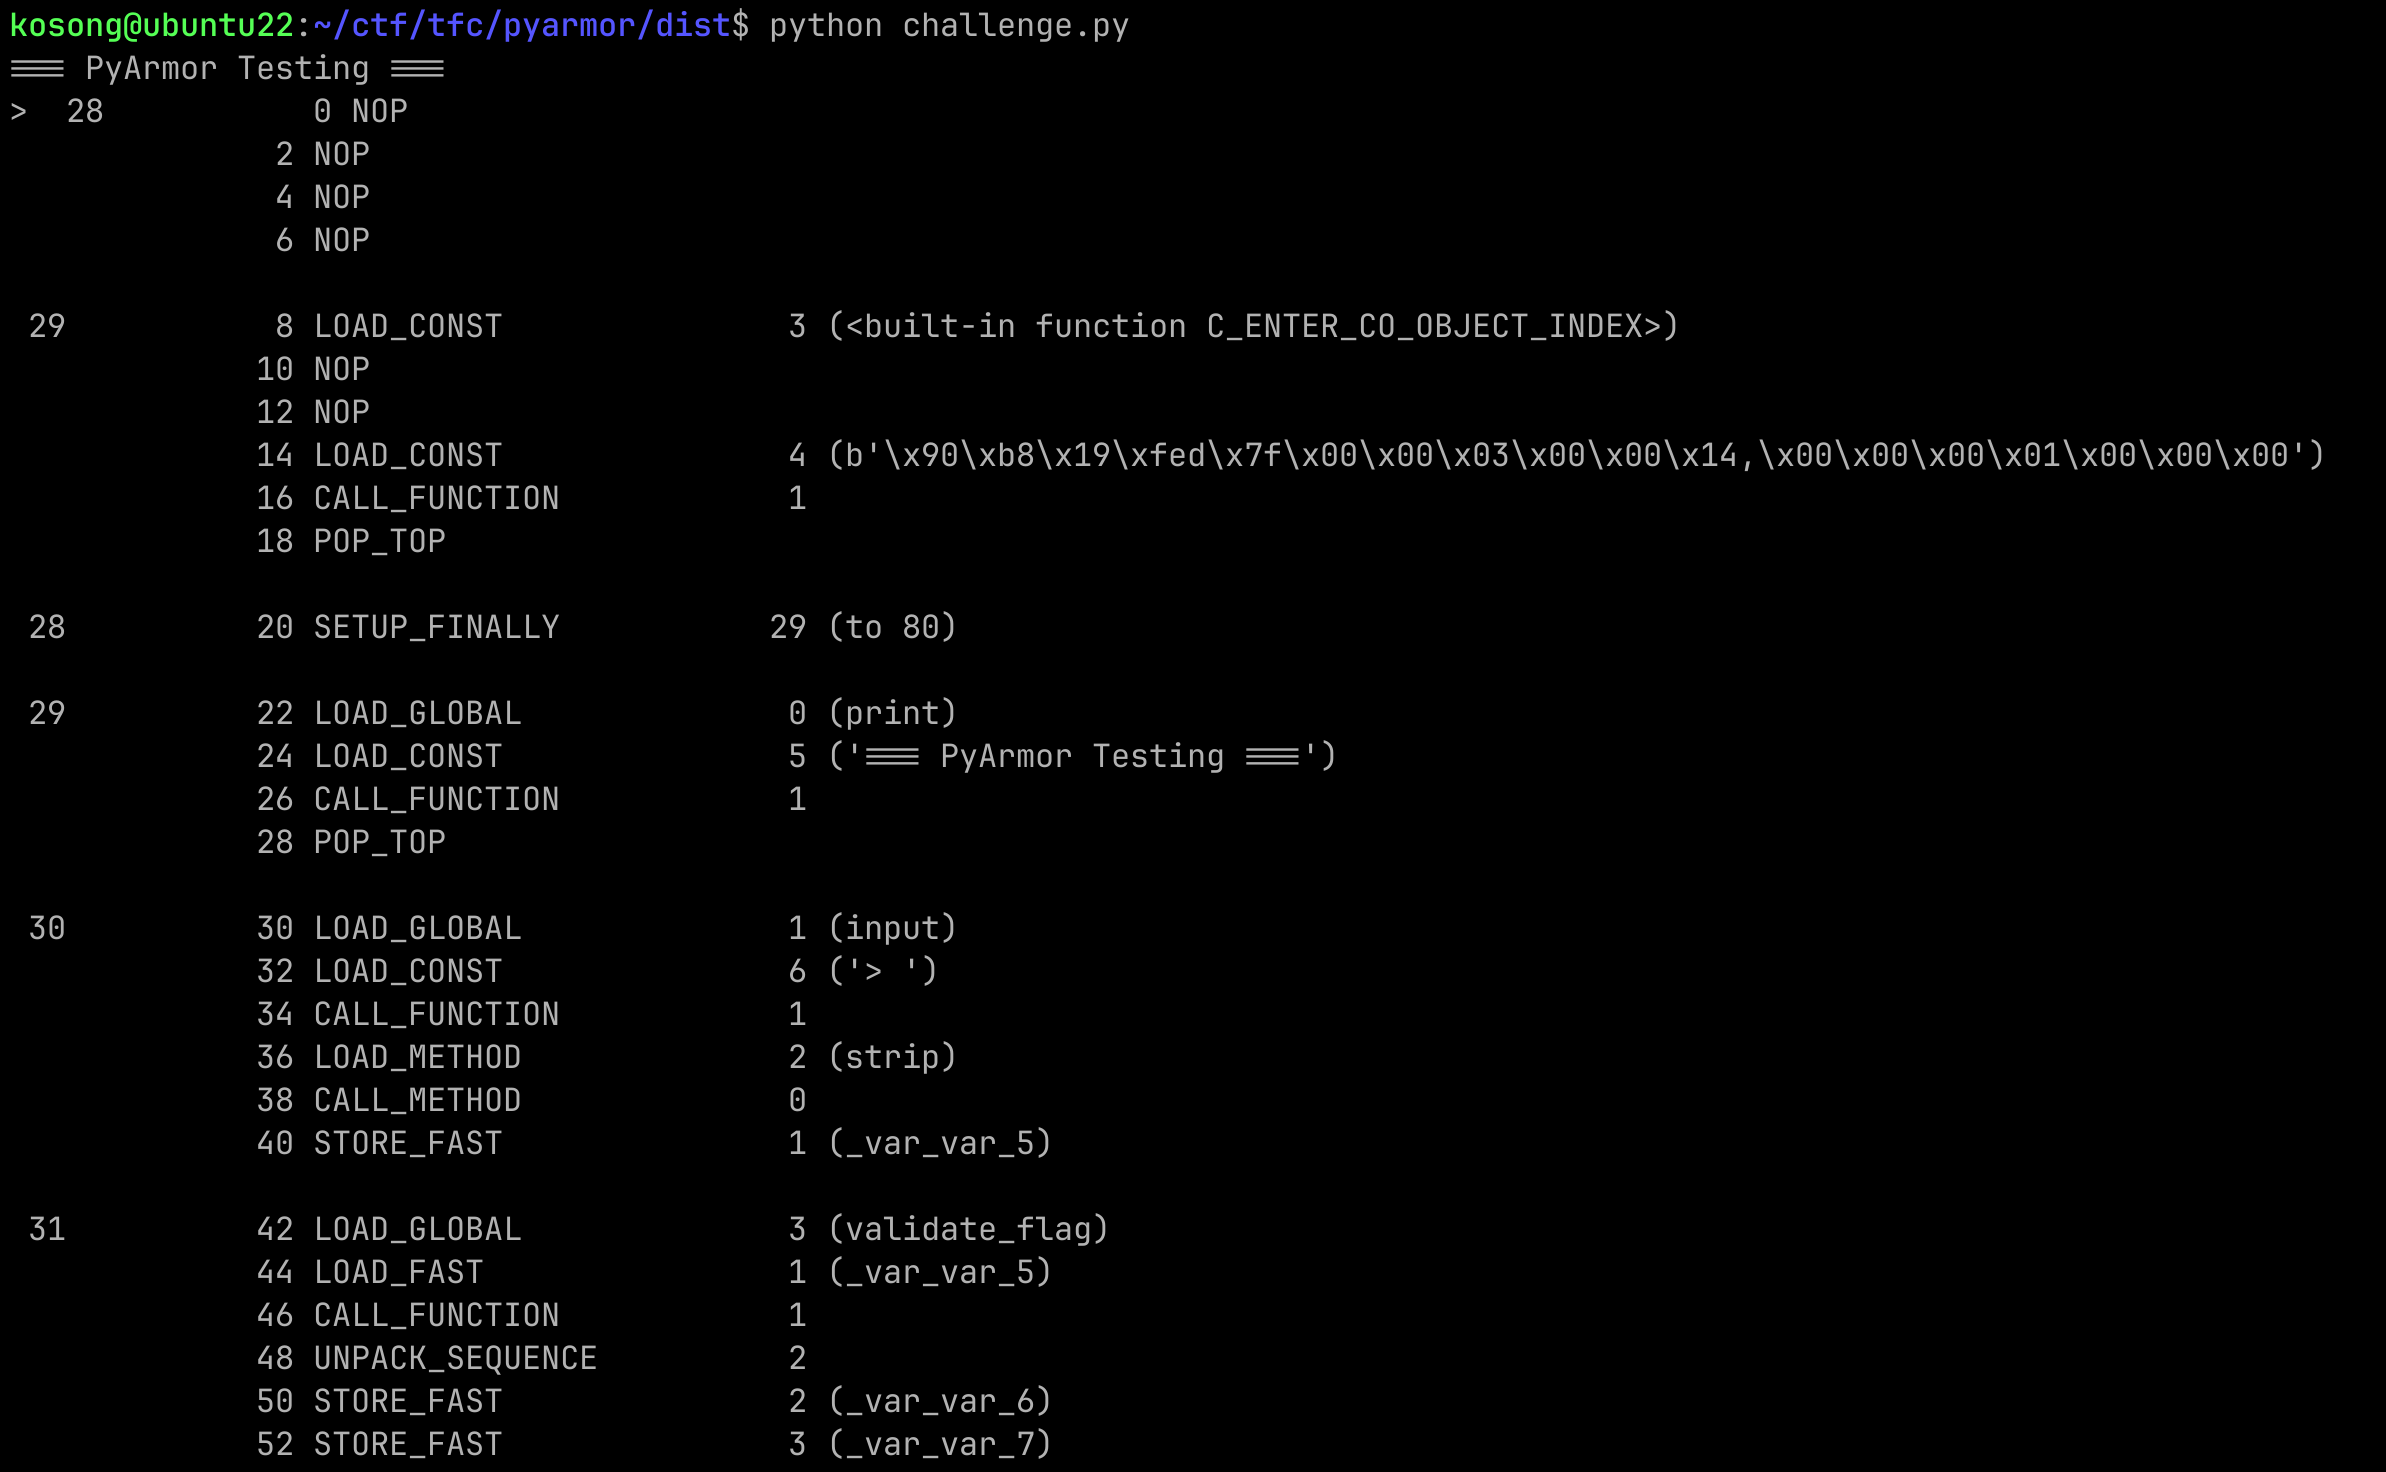 kosong@ubuntu22:~/ctf/tfc/pyarmor/dist$ python challenge.py
=== PyArmor Testing ===
>  28           0 NOP
              2 NOP
              4 NOP
              6 NOP

 29           8 LOAD_CONST               3 (<built-in function C_ENTER_CO_OBJECT_INDEX>)
             10 NOP
             12 NOP
             14 LOAD_CONST               4 (b'\x90\xb8\x19\xfed\x7f\x00\x00\x03\x00\x00\x14,\x00\x00\x00\x01\x00\x00\x00')
             16 CALL_FUNCTION            1
             18 POP_TOP

 28          20 SETUP_FINALLY           29 (to 80)

 29          22 LOAD_GLOBAL              0 (print)
             24 LOAD_CONST               5 ('=== PyArmor Testing ===')
             26 CALL_FUNCTION            1
             28 POP_TOP

 30          30 LOAD_GLOBAL              1 (input)
             32 LOAD_CONST               6 ('> ')
             34 CALL_FUNCTION            1
             36 LOAD_METHOD              2 (strip)
             38 CALL_METHOD              0
             40 STORE_FAST               1 (_var_var_5)

 31          42 LOAD_GLOBAL              3 (validate_flag)
             44 LOAD_FAST                1 (_var_var_5)
             46 CALL_FUNCTION            1
             48 UNPACK_SEQUENCE          2
             50 STORE_FAST               2 (_var_var_6)
             52 STORE_FAST               3 (_var_var_7)